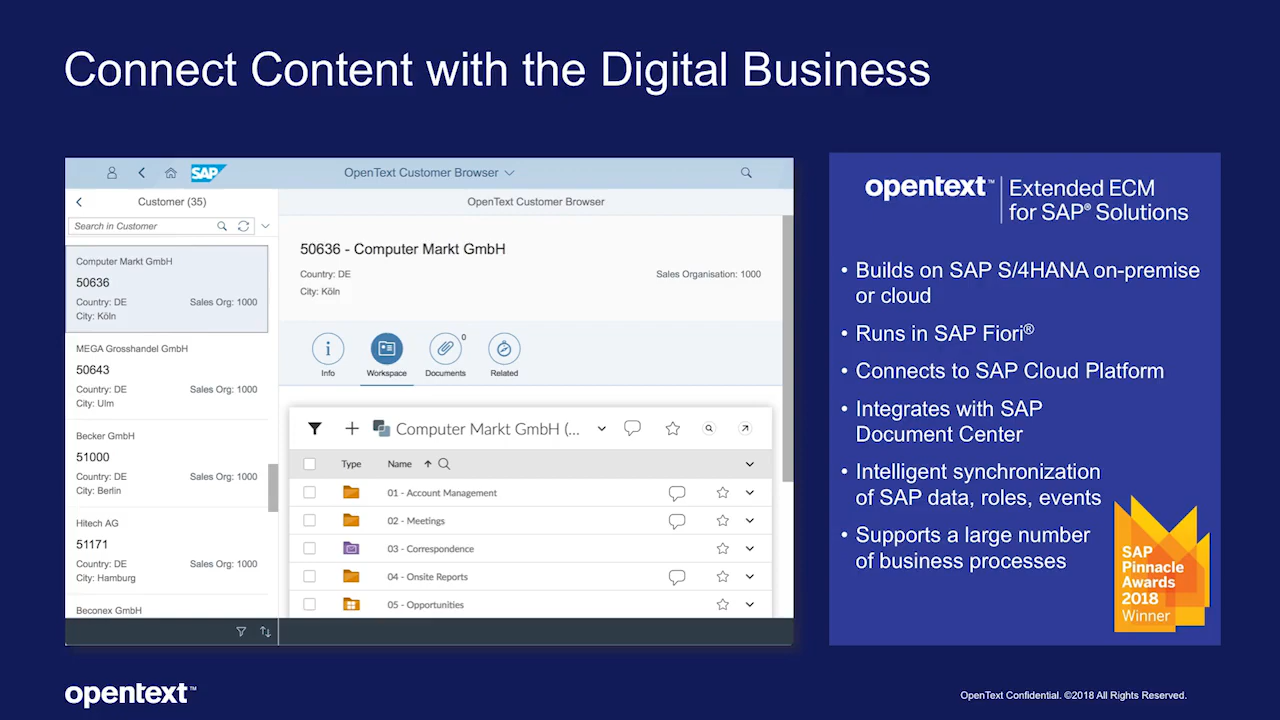 Connect Content with the Digital Business
SAP
OpenText Customer Browser
Customer (35)
OpenText Customer Browser
Search in Customer
Computer Markt GmbH
50636
Country: DE
Sales Org: 1000
City: Köln
MEGA Grosshandel GmbH
50643
Country: DE
Sales Org: 1000
City: Ulm
Becker GmbH
51000
Country: DE
Sales Org: 1000
City: Berlin
Hitech AG
51171
Country: DE
Sales Org: 1000
City: Hamburg
Beconex GmbH
50636 - Computer Markt GmbH
Country: DE
Sales Organisation: 1000
City: Köln
0
Info
Workspace
Documents
Related
Computer Markt GmbH (...
Type
Name
01 - Account Management
02 - Meetings
03 - Correspondence
04 - Onsite Reports
05 - Opportunities
opentext™
Extended ECM
for SAP® Solutions
• Builds on SAP S/4HANA on-premise
or cloud
• Runs in SAP Fiori®
• Connects to SAP Cloud Platform
• Integrates with SAP
Document Center
• Intelligent synchronization
of SAP data, roles, events
• Supports a large number
of business processes
SAP
Pinnacle
Awards
2018
Winner
opentext™
OpenText Confidential. ©2018 All Rights Reserved.